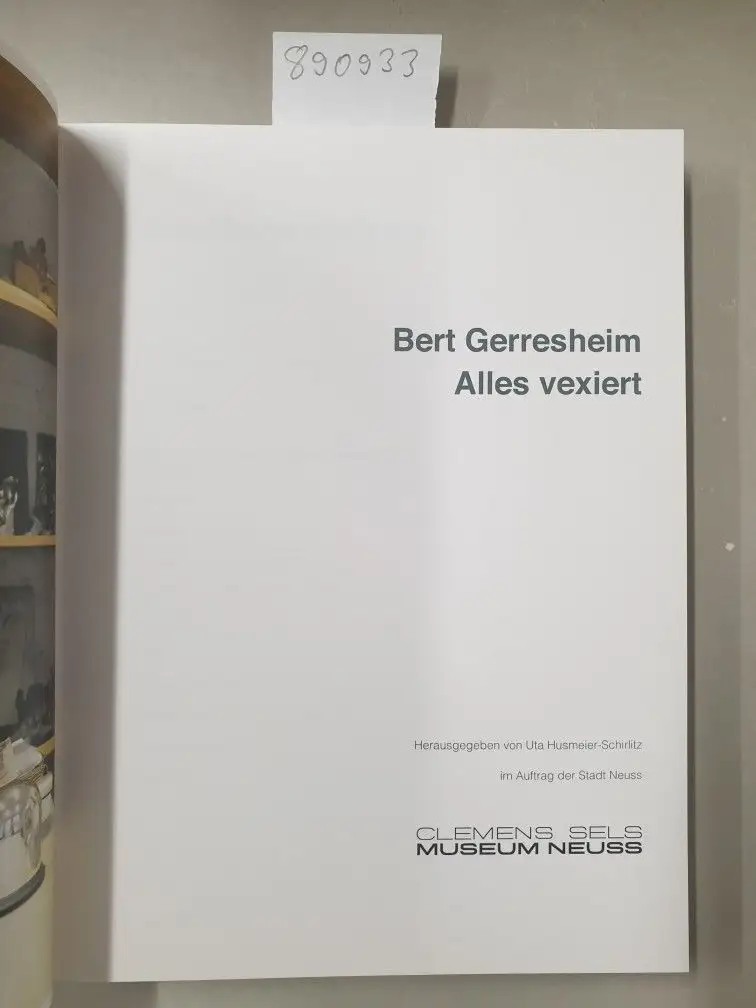 890933
Bert Gerresheim
Alles vexiert
Herausgegeben von Uta Husmeier-Schirlitz
im Auftrag der Stadt Neuss
CLEMENS SELS
MUSEUM NEUSS